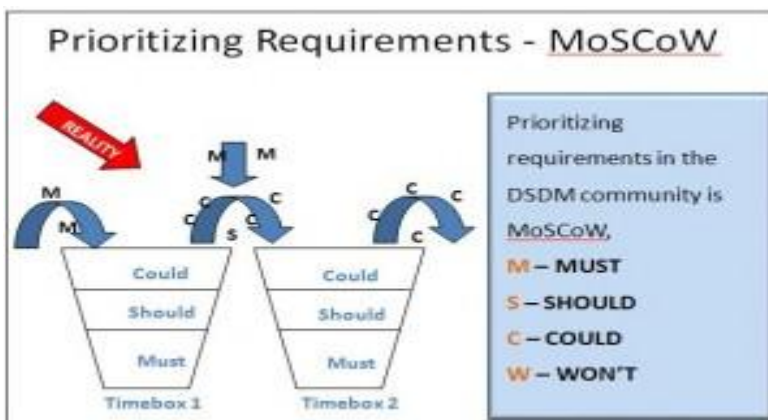 Prioritizing Requirements - MoSCoW
REALITY
M
M
M
M
C
C
C
C
S
C
C
C
C
Could
Should
Must
Timebox 1
Could
Should
Must
Timebox 2
Prioritizing
requirements in the
DSDM community is
MoSCoW,
M – MUST
S – SHOULD
C – COULD
W – WON'T